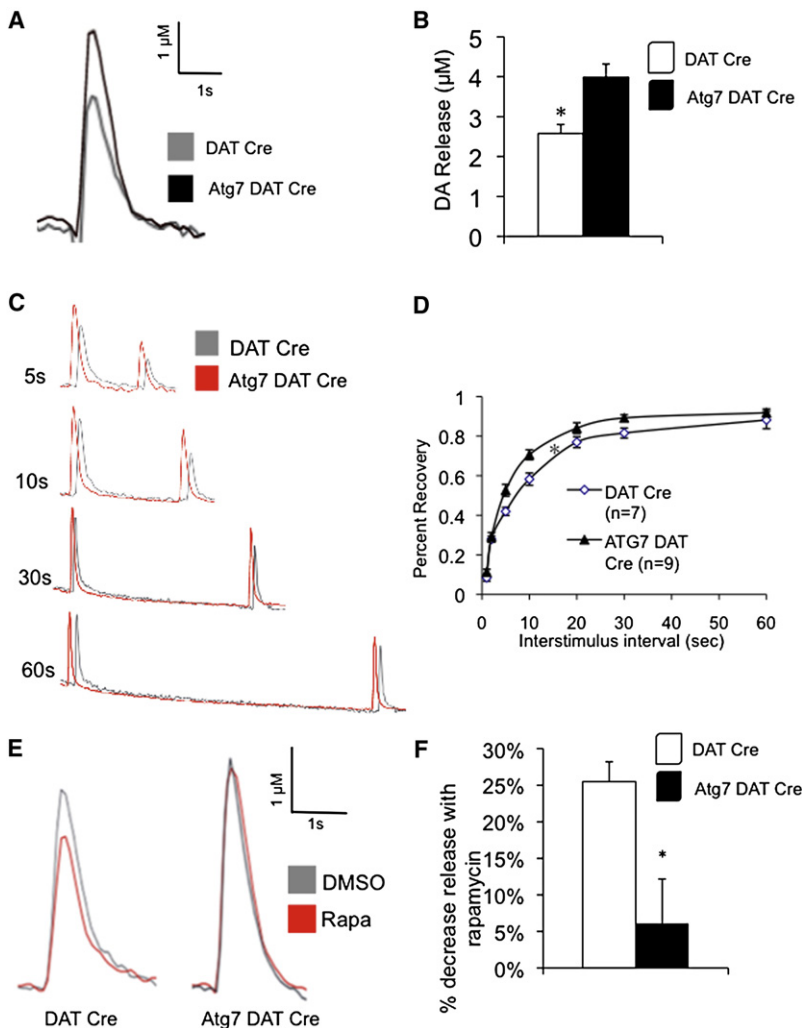 A
1 µM
1s
DAT Cre
Atg7 DAT Cre
B
DA Release (µM)
5
4
3
2
1
0
*
DAT Cre
Atg7 DAT Cre
C
DAT Cre
Atg7 DAT Cre
5s
10s
30s
60s
D
Percent Recovery
1
0.8
0.6
0.4
0.2
0
*
DAT Cre
(n=7)
ATG7 DAT
Cre (n=9)
0 10 20 30 40 50 60
Interstimulus interval (sec)
E
1 µM
1s
DMSO
Rapa
DAT Cre
Atg7 DAT Cre
F
% decrease release with
rapamycin
30%
25%
20%
15%
10%
5%
0%
*
DAT Cre
Atg7 DAT Cre